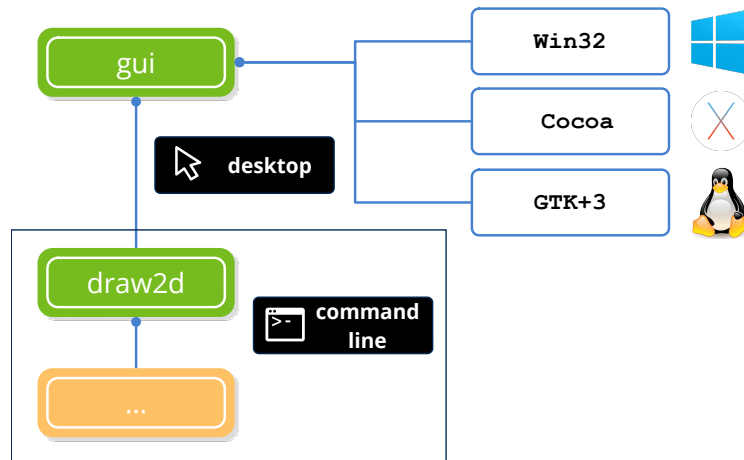 gui
Win32
Cocoa
GTK+3
desktop
draw2d
>-
command
line
...